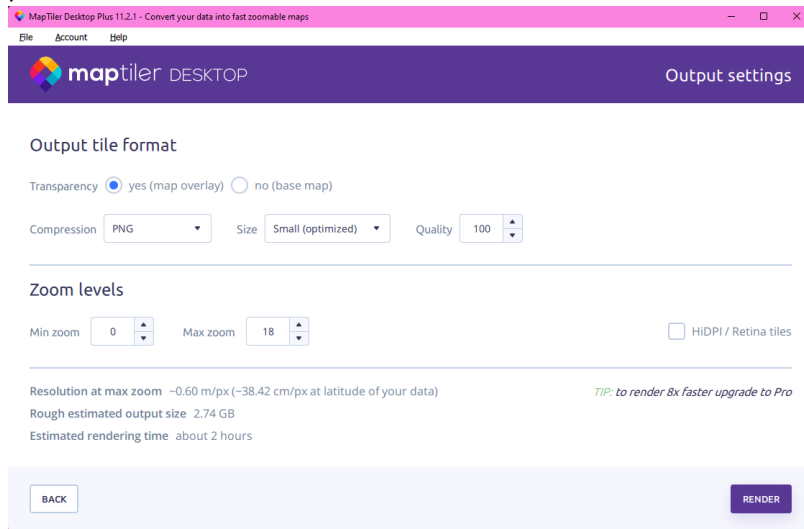 MapTiler Desktop Plus 11.2.1 - Convert your data into fast zoomable maps
File Account Help
maptiler DESKTOP Output settings
Output tile format
Transparency yes (map overlay) no (base map)
Compression PNG Size Small (optimized) Quality 100
Zoom levels
Min zoom 0 Max zoom 18 HiDPI / Retina tiles
Resolution at max zoom ~0.60 m/px (~38.42 cm/px at latitude of your data) TIP: to render 8x faster upgrade to Pro
Rough estimated output size 2.74 GB
Estimated rendering time about 2 hours
BACK RENDER